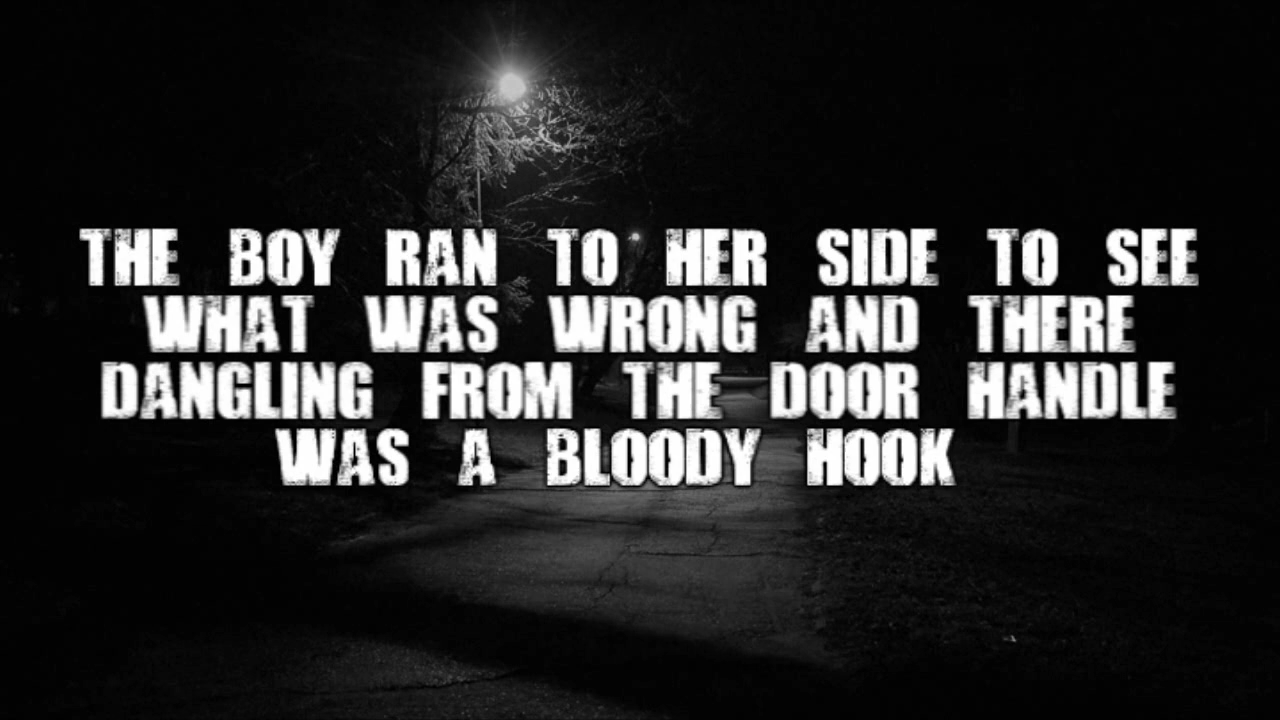 THE BOY RAN TO HER SIDE TO SEE
WHAT WAS WRONG AND THERE
DANGLING FROM THE DOOR HANDLE
WAS A BLOODY HOOK